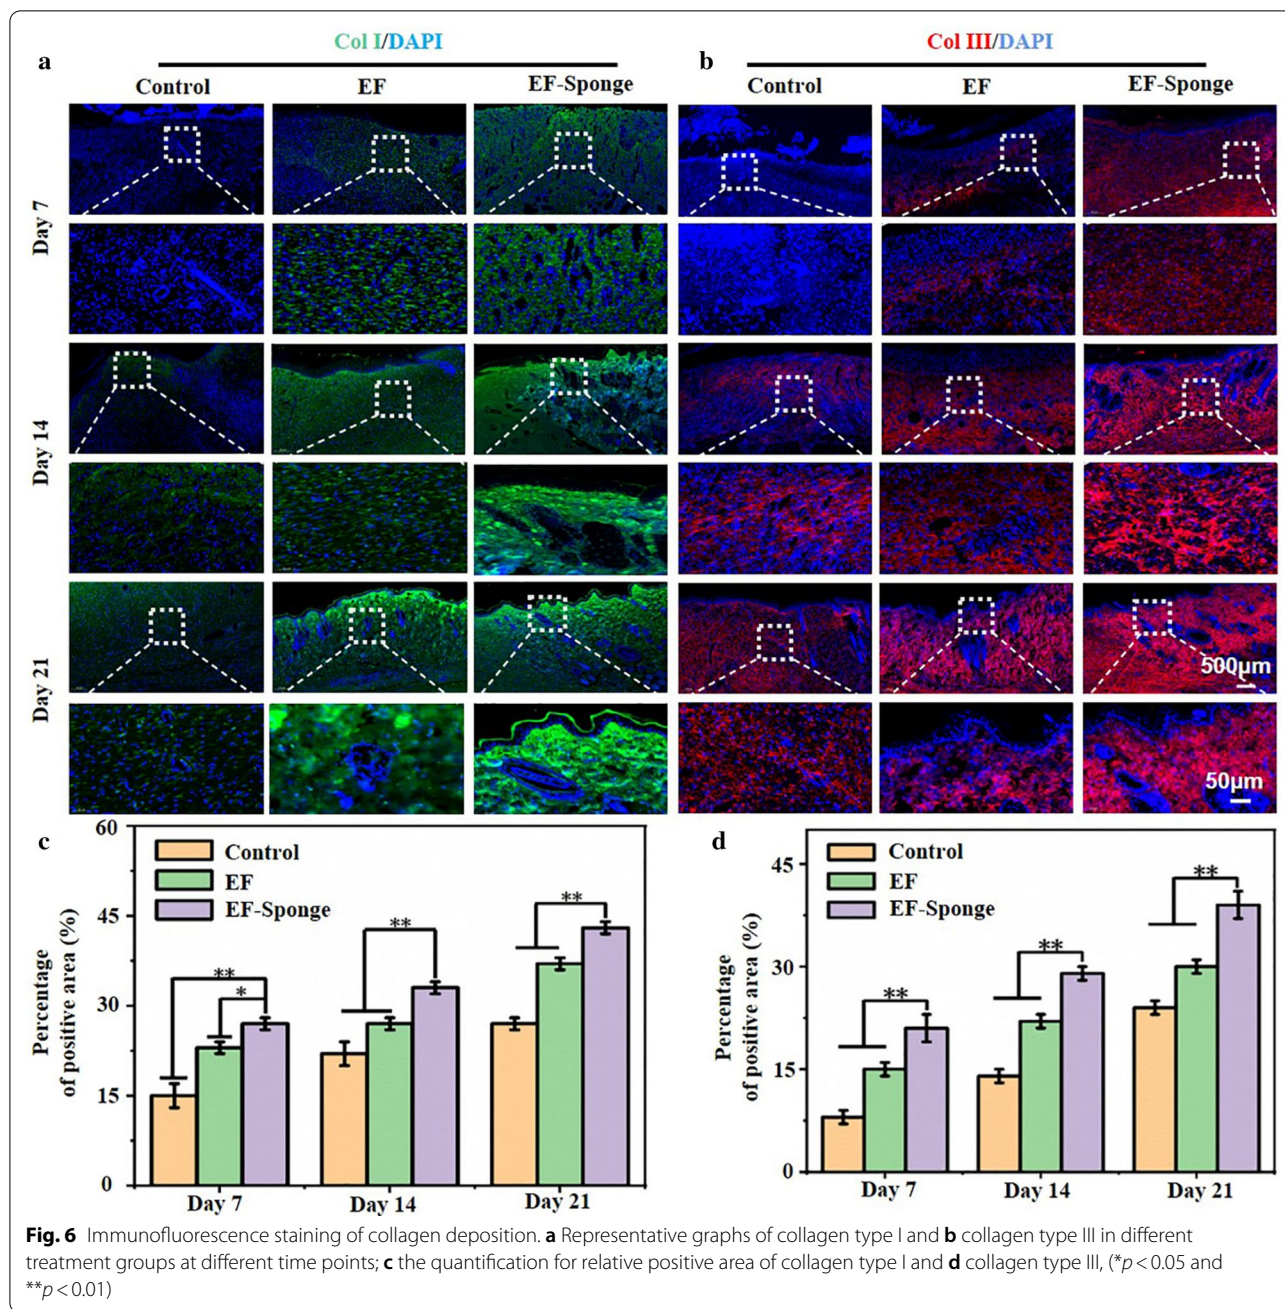 a
Col I/DAPI
Control EF EF-Sponge
b
Col III/DAPI
Control EF EF-Sponge
Day 7
Day 14
Day 21
500μm
50μm
c
60
45
30
15
0
Percentage
of positive area (%)
Control
EF
EF-Sponge
**
*
**
**
Day 7 Day 14 Day 21
d
45
30
15
0
Percentage
of positive area (%)
Control
EF
EF-Sponge
**
**
**
Day 7 Day 14 Day 21
Fig. 6 Immunofluorescence staining of collagen deposition. a Representative graphs of collagen type I and b collagen type III in different
treatment groups at different time points; c the quantification for relative positive area of collagen type I and d collagen type III, (*p < 0.05 and
**p < 0.01)